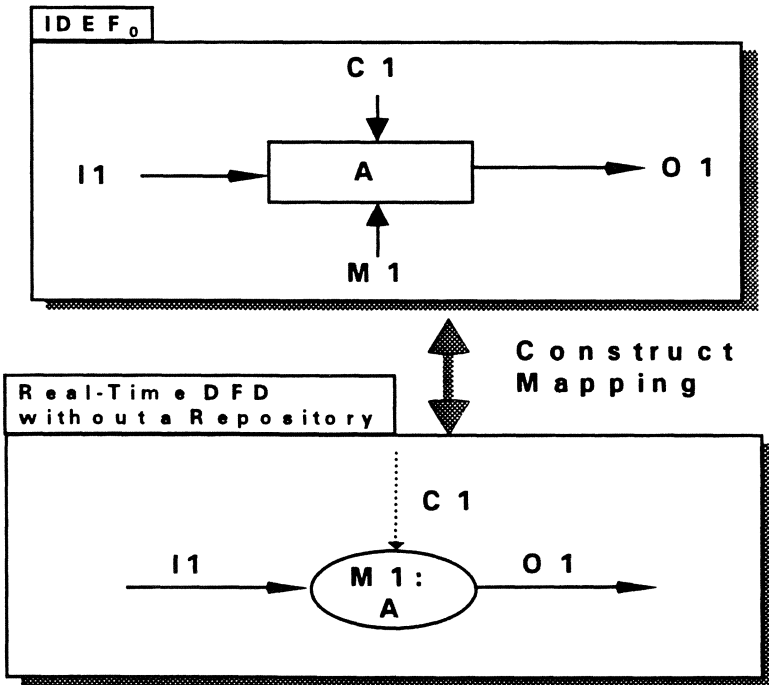 IDEF₀
C 1
I1
A
O 1
M 1
Construct
Mapping
Real-Time DFD
without a Repository
C 1
I1
M 1:
A
O 1